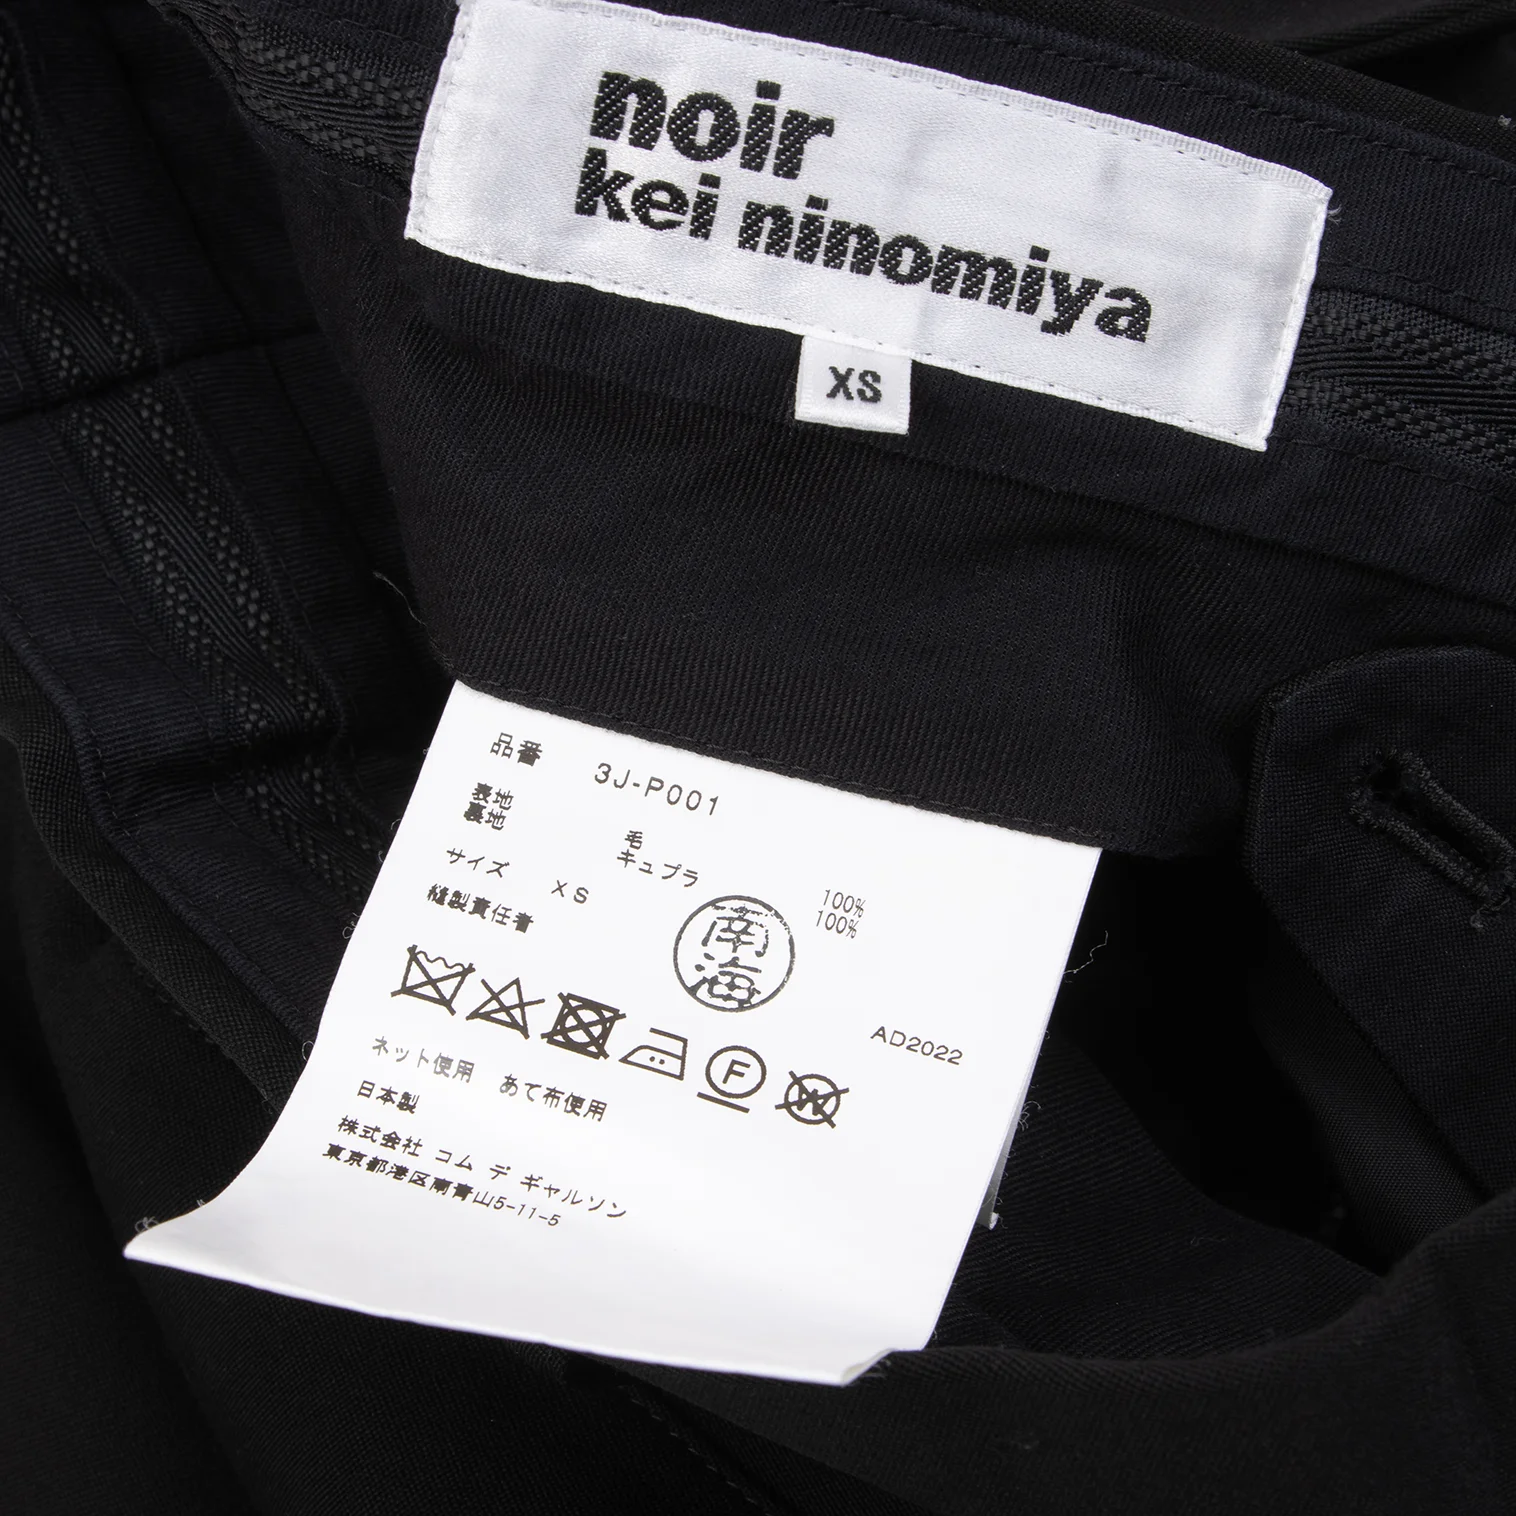 noir
kei ninomiya
XS
品番 3J-P001
表地 毛 100%
裏地 キュプラ 100%
サイズ XS
縫製責任者 南海
AD2022
F
W
ネット使用 あて布使用
日本製
株式会社 コム デ ギャルソン
東京都港区南青山5-11-5